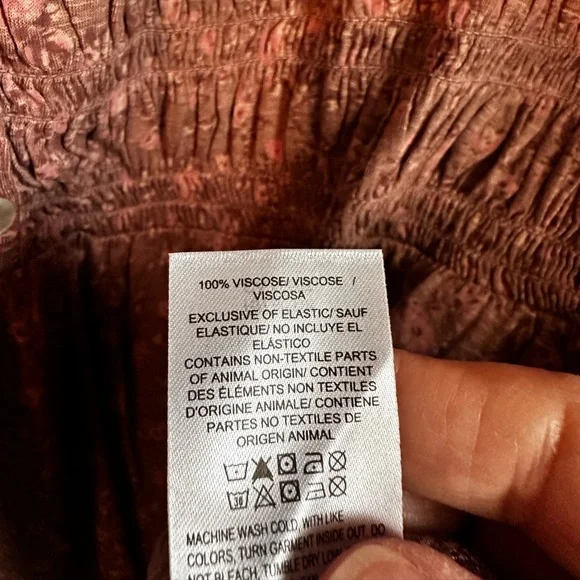 100% VISCOSE/ VISCOSE /
VISCOSA
EXCLUSIVE OF ELASTIC/ SAUF
ELASTIQUE/ NO INCLUYE EL
ELÁSTICO
CONTAINS NON-TEXTILE PARTS
OF ANIMAL ORIGIN/ CONTIENT
DES ÉLÉMENTS NON TEXTILES
D'ORIGINE ANIMALE/ CONTIENE
PARTES NO TEXTILES DE
ORIGEN ANIMAL
30
MACHINE WASH COLD, WITH LIKE
COLORS, TURN GARMENT INSIDE OUT, DO
NOT BLEACH, TUMBLE DRY LOW